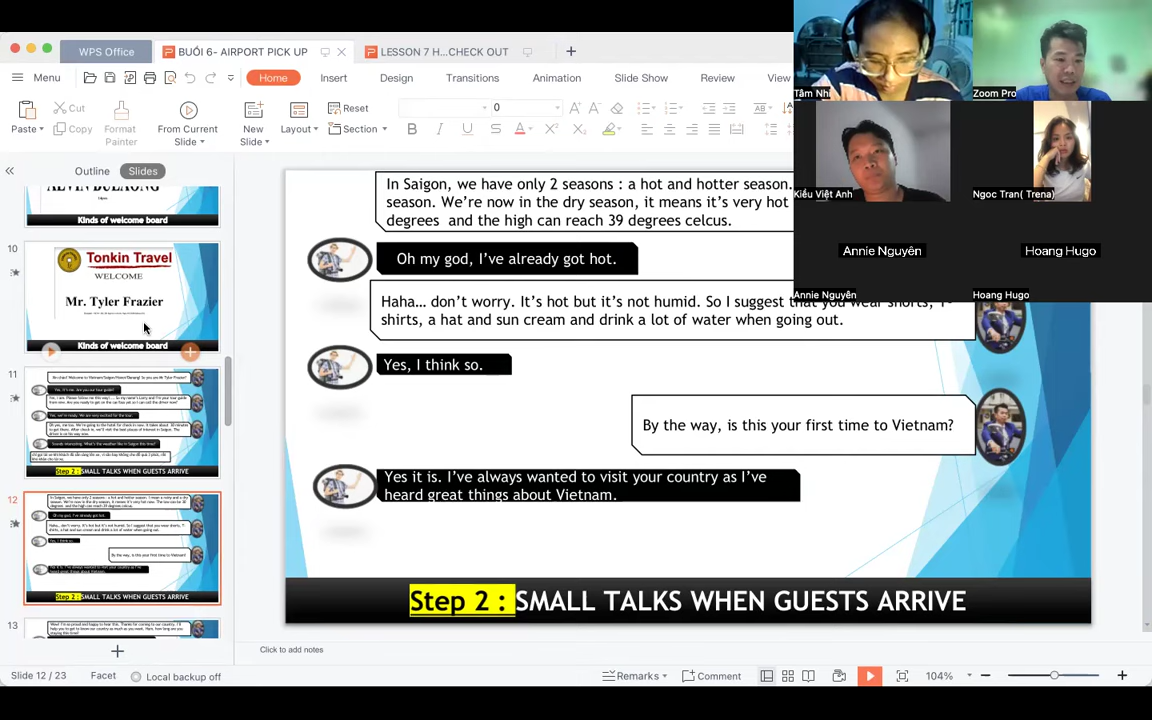 WPS Office
BUỔI 6- AIRPORT PICK UP
LESSON 7 H...CHECK OUT
Menu
Home
Insert
Design
Transitions
Animation
Slide Show
Review
View
Paste
Cut
Copy
Format
Painter
From Current
Slide
New
Slide
Layout
Reset
Section
0
Outline
Slides
Kinds of welcome board
10
Tonkin Travel
WELCOME
Mr. Tyler Frazier
Kinds of welcome board
11
Step 2 : SMALL TALKS WHEN GUESTS ARRIVE
12
Step 2 : SMALL TALKS WHEN GUESTS ARRIVE
13
In Saigon, we have only 2 seasons : a hot and hotter season.
season. We're now in the dry season, it means it's very hot
degrees and the high can reach 39 degrees celcus.
Oh my god, I've already got hot.
Haha... don't worry. It's hot but it's not humid. So I suggest that you wear shorts, T-
shirts, a hat and sun cream and drink a lot of water when going out.
Yes, I think so.
By the way, is this your first time to Vietnam?
Yes it is. I've always wanted to visit your country as I've
heard great things about Vietnam.
Step 2 : SMALL TALKS WHEN GUESTS ARRIVE
Click to add notes
Slide 12 / 23
Facet
Local backup off
Remarks
Comment
104%
Tâm Nhi
Zoom Pro
Kiều Việt Anh
Ngoc Tran( Trena)
Annie Nguyên
Hoang Hugo
Annie Nguyên
Hoang Hugo